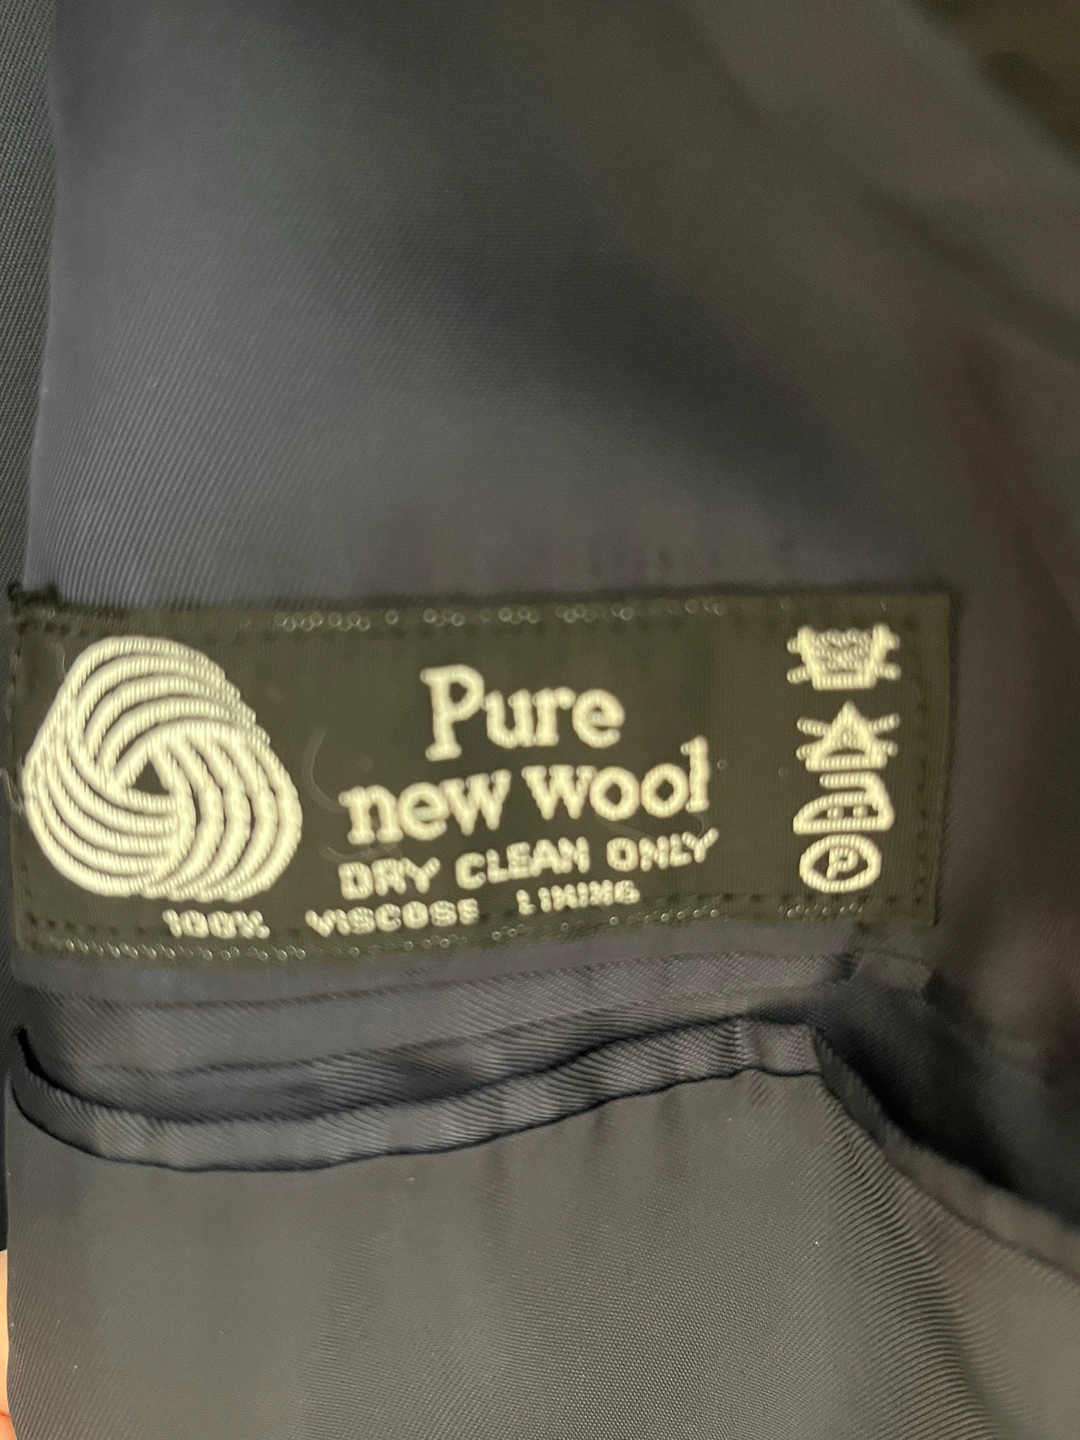 Pure
new wool
DRY CLEAN ONLY
100% VISCOSE LINING
P